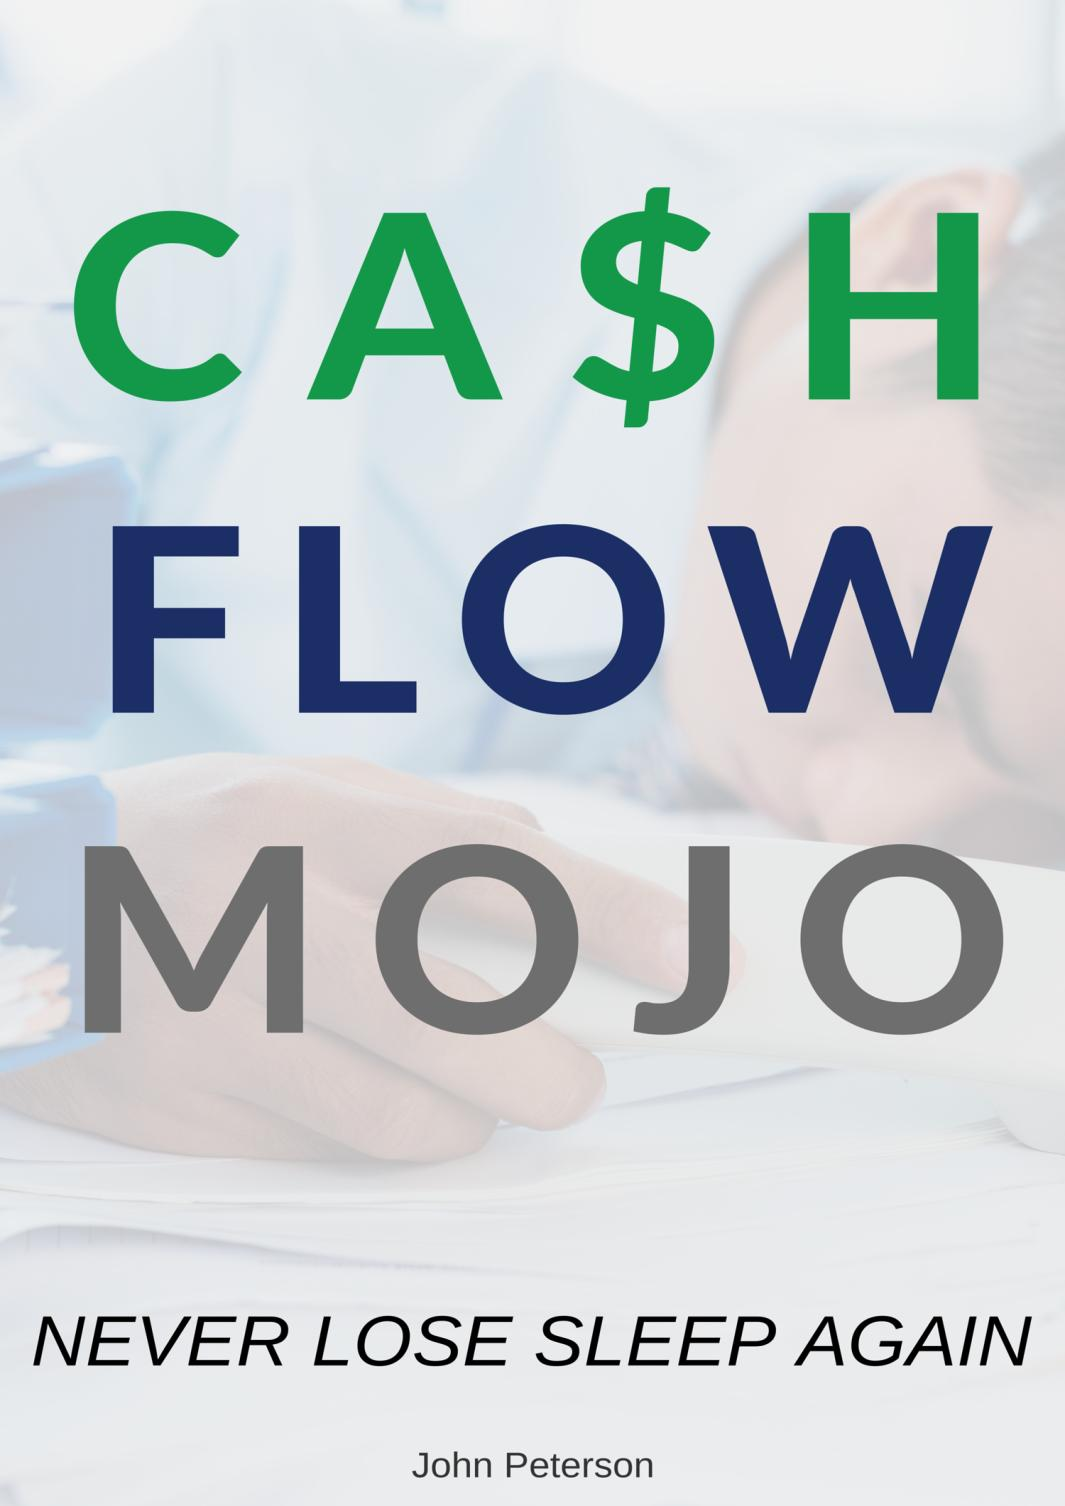 CA$H
FLOW
MOJO
NEVER LOSE SLEEP AGAIN
John Peterson